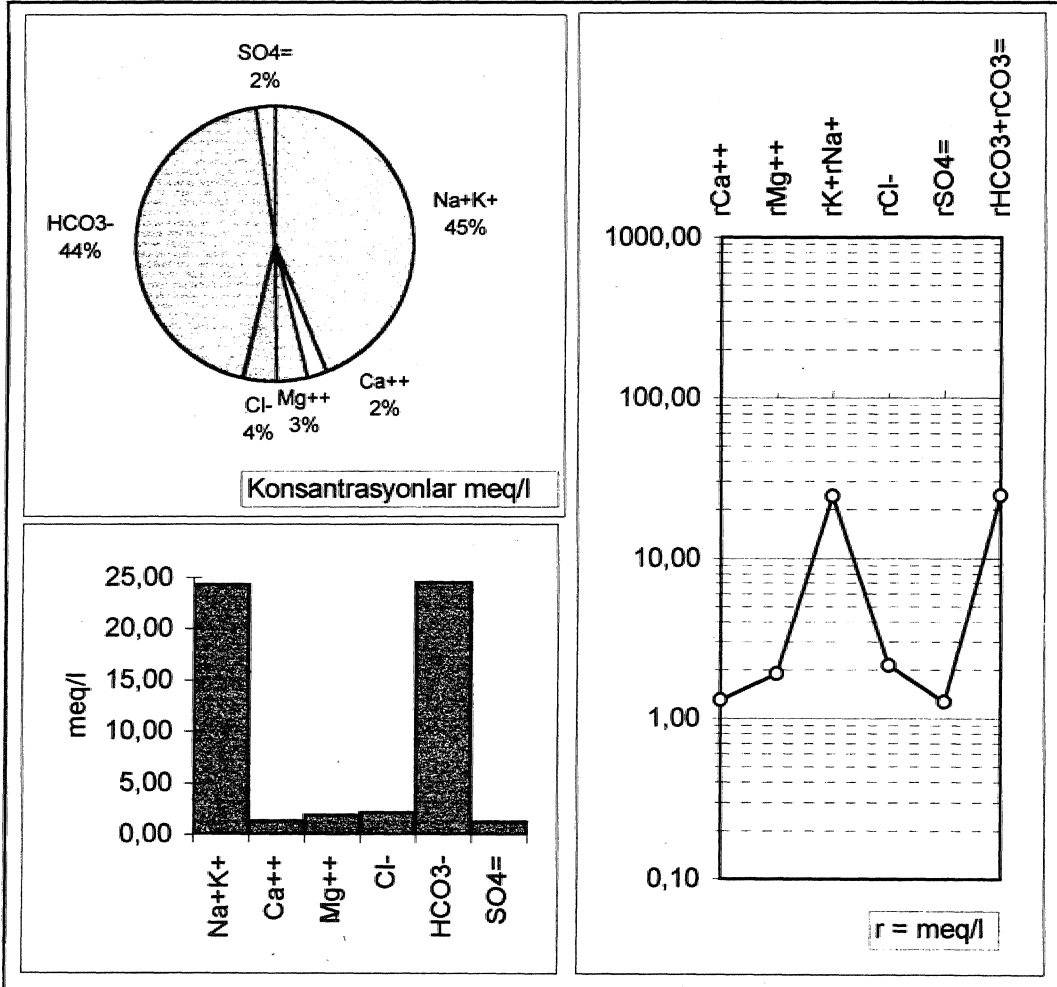 SO4=
2%
Na+K+
45%
HCO3-
44%
Ca++
2%
Mg++
3%
Cl-
4%
Konsantrasyonlar meq/l
25,00
20,00
15,00
10,00
5,00
0,00
meq/l
Na+K+
Ca++
Mg++
Cl-
HCO3-
SO4=
rCa++
rMg++
rK+rNa+
rCl-
rSO4=
rHCO3+rCO3=
1000,00
100,00
10,00
1,00
0,10
r = meq/l